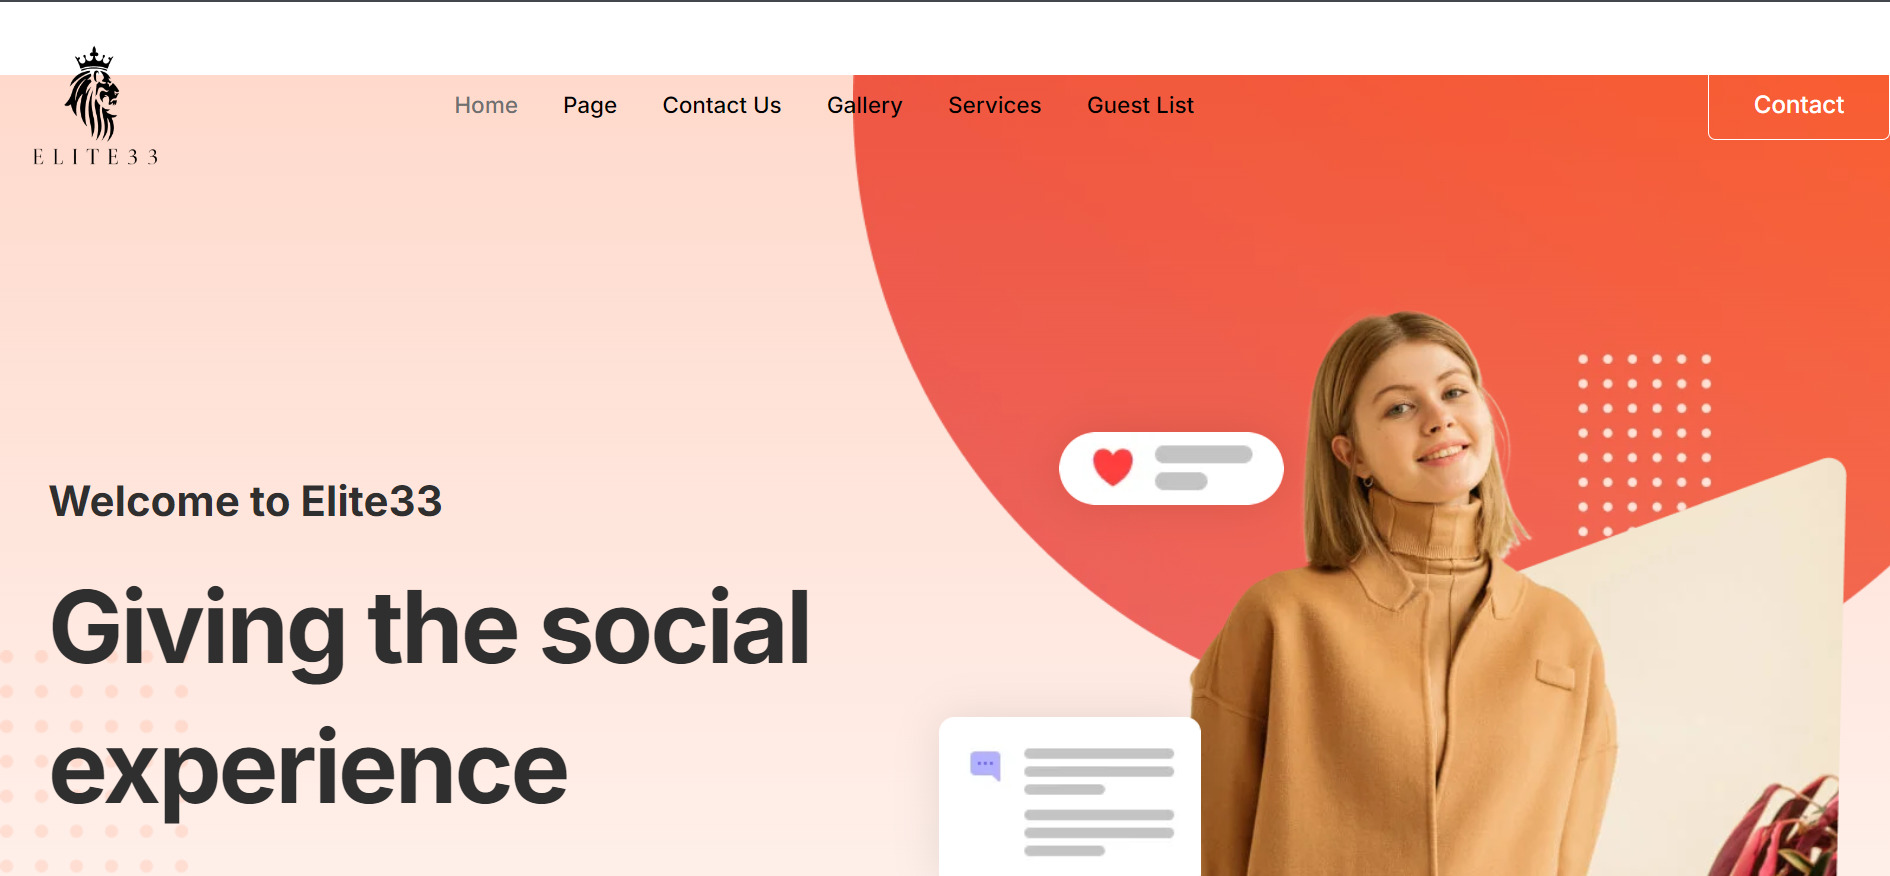 ELITE33
Home Page Contact Us Gallery Services Guest List Contact
Welcome to Elite33
Giving the social
experience